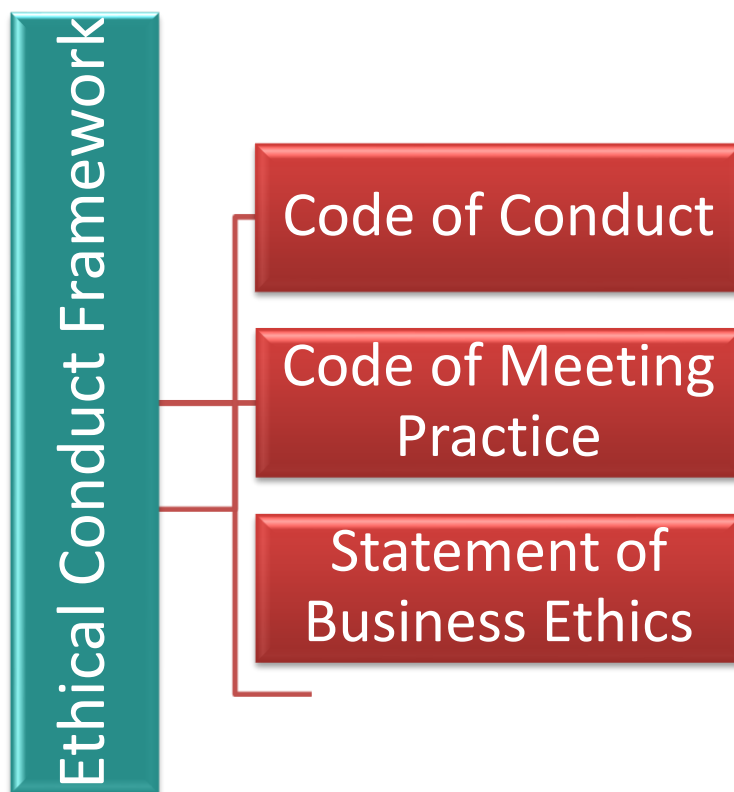 Ethical Conduct Framework
Code of Conduct
Code of Meeting
Practice
Statement of
Business Ethics